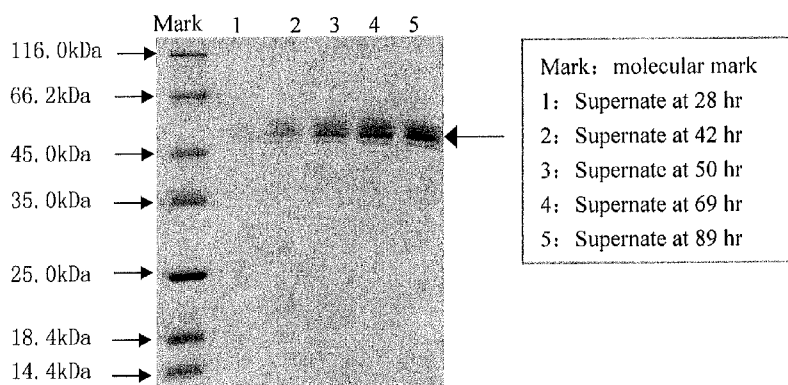 Mark 1 2 3 4 5
116.0kDa
66.2kDa
45.0kDa
35.0kDa
25.0kDa
18.4kDa
14.4kDa
Mark: molecular mark
1: Supernate at 28 hr
2: Supernate at 42 hr
3: Supernate at 50 hr
4: Supernate at 69 hr
5: Supernate at 89 hr